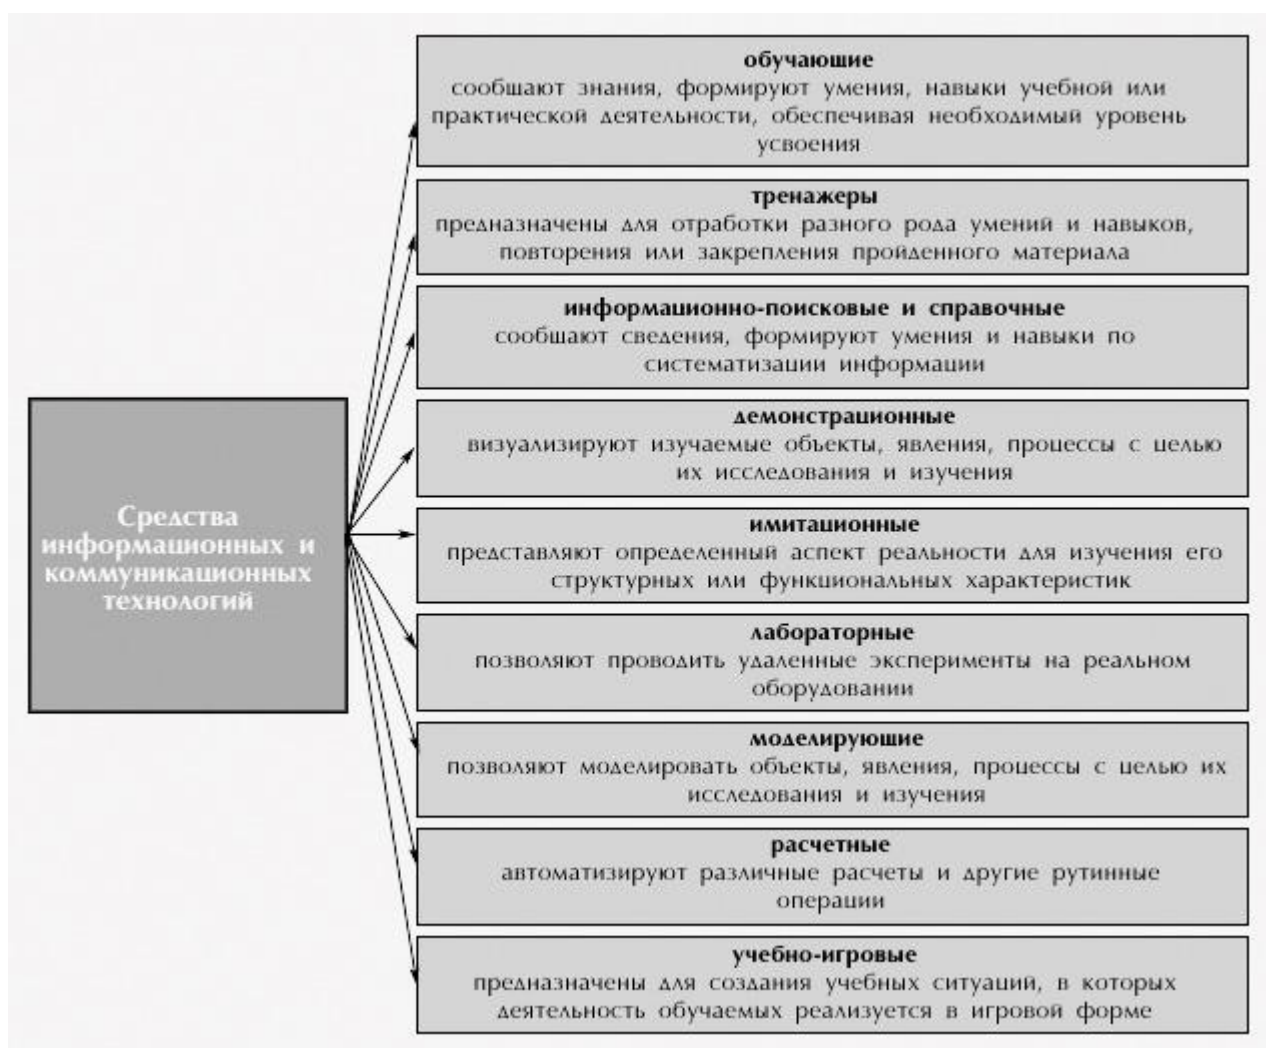 обучающие
сообщают знания, формируют умения, навыки учебной или
практической деятельности, обеспечивая необходимый уровень
усвоения
тренажеры
предназначены для отработки разного рода умений и навыков,
повторения или закрепления пройденного материала
информационно-поисковые и справочные
сообщают сведения, формируют умения и навыки по
систематизации информации
демонстрационные
визуализируют изучаемые объекты, явления, процессы с целью
их исследования и изучения
Средства
информационных и
коммуникационных
технологий
имитационные
представляют определенный аспект реальности для изучения его
структурных или функциональных характеристик
лабораторные
позволяют проводить удаленные эксперименты на реальном
оборудовании
моделирующие
позволяют моделировать объекты, явления, процессы с целью их
исследования и изучения
расчетные
автоматизируют различные расчеты и другие рутинные
операции
учебно-игровые
предназначены для создания учебных ситуаций, в которых
деятельность обучаемых реализуется в игровой форме